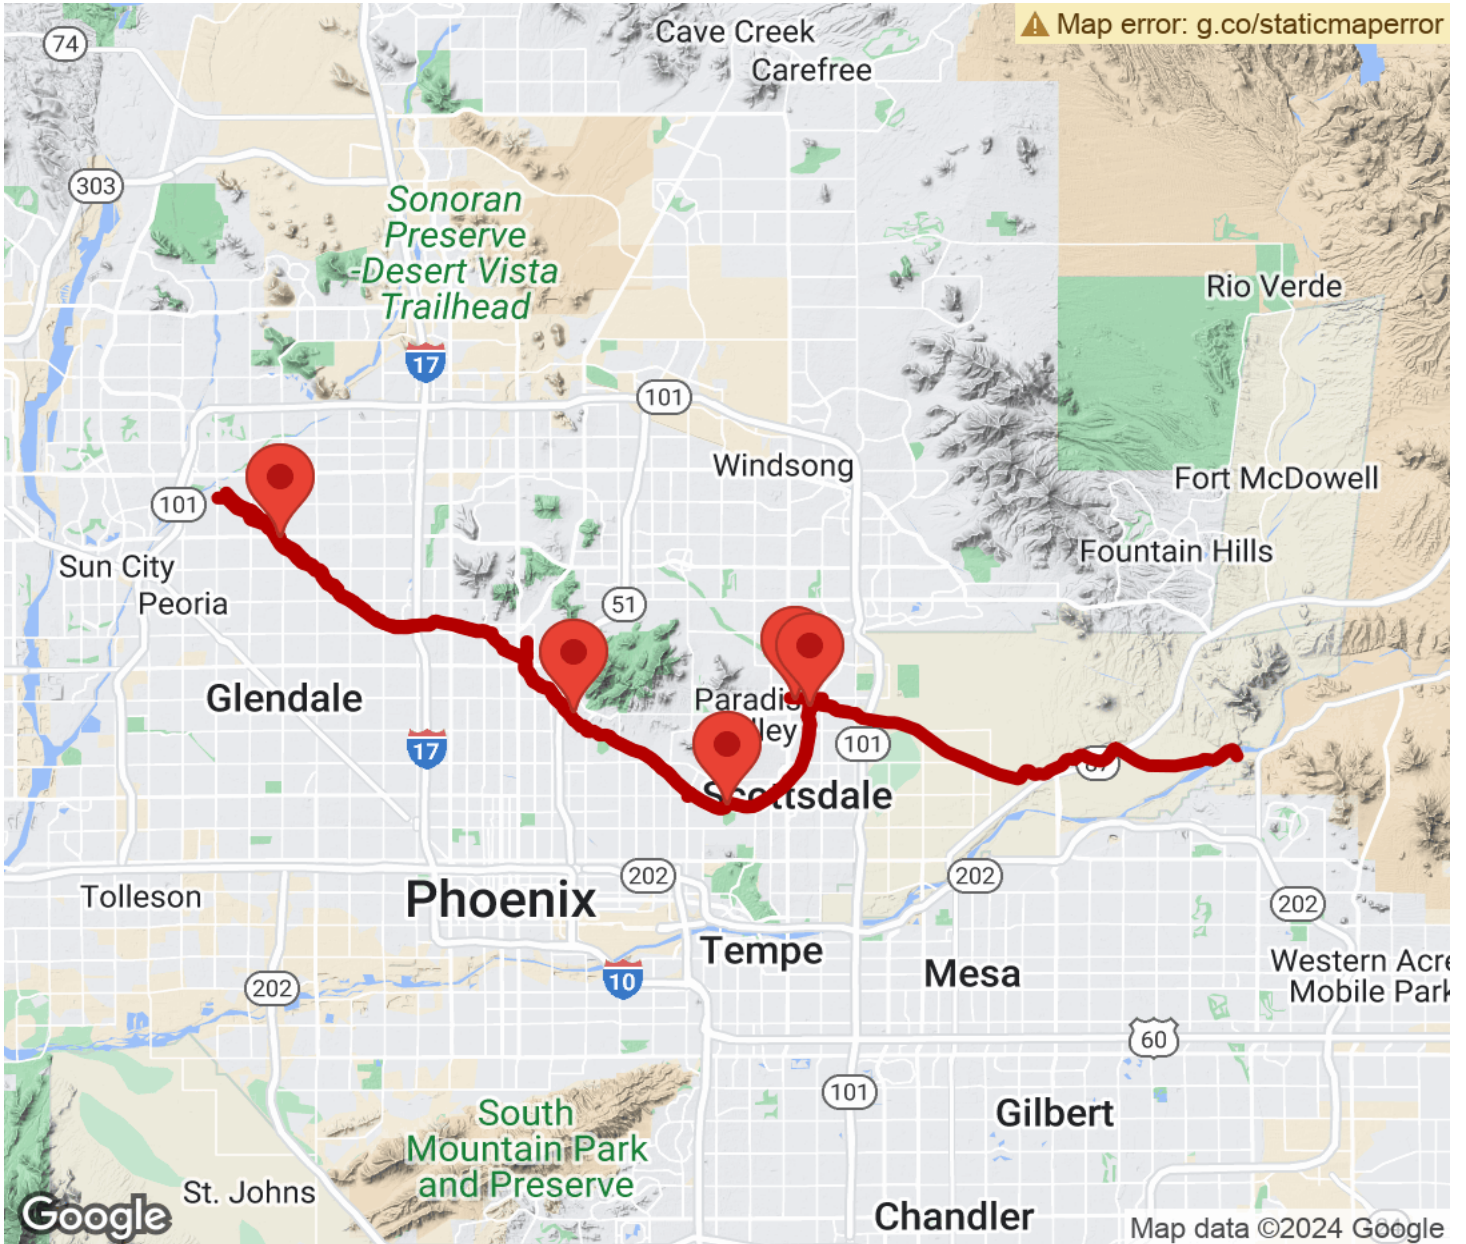 Map error: g.co/staticmaperror
Cave Creek
74
Carefree
303
Sonoran
Preserve
-Desert Vista
Trailhead
Rio Verde
17
101
Windsong
Fort McDowell
101
Fountain Hills
Sun City
Peoria
51
Glendale
17
101
Scottsdale
202
202
Tolleson
Phoenix
202
Tempe
Western Acre
Mobile Park
Mesa
10
202
60
101
South
Mountain Park
and Preserve
Gilbert
St. Johns
Chandler
Google
Map data ©2024 Google